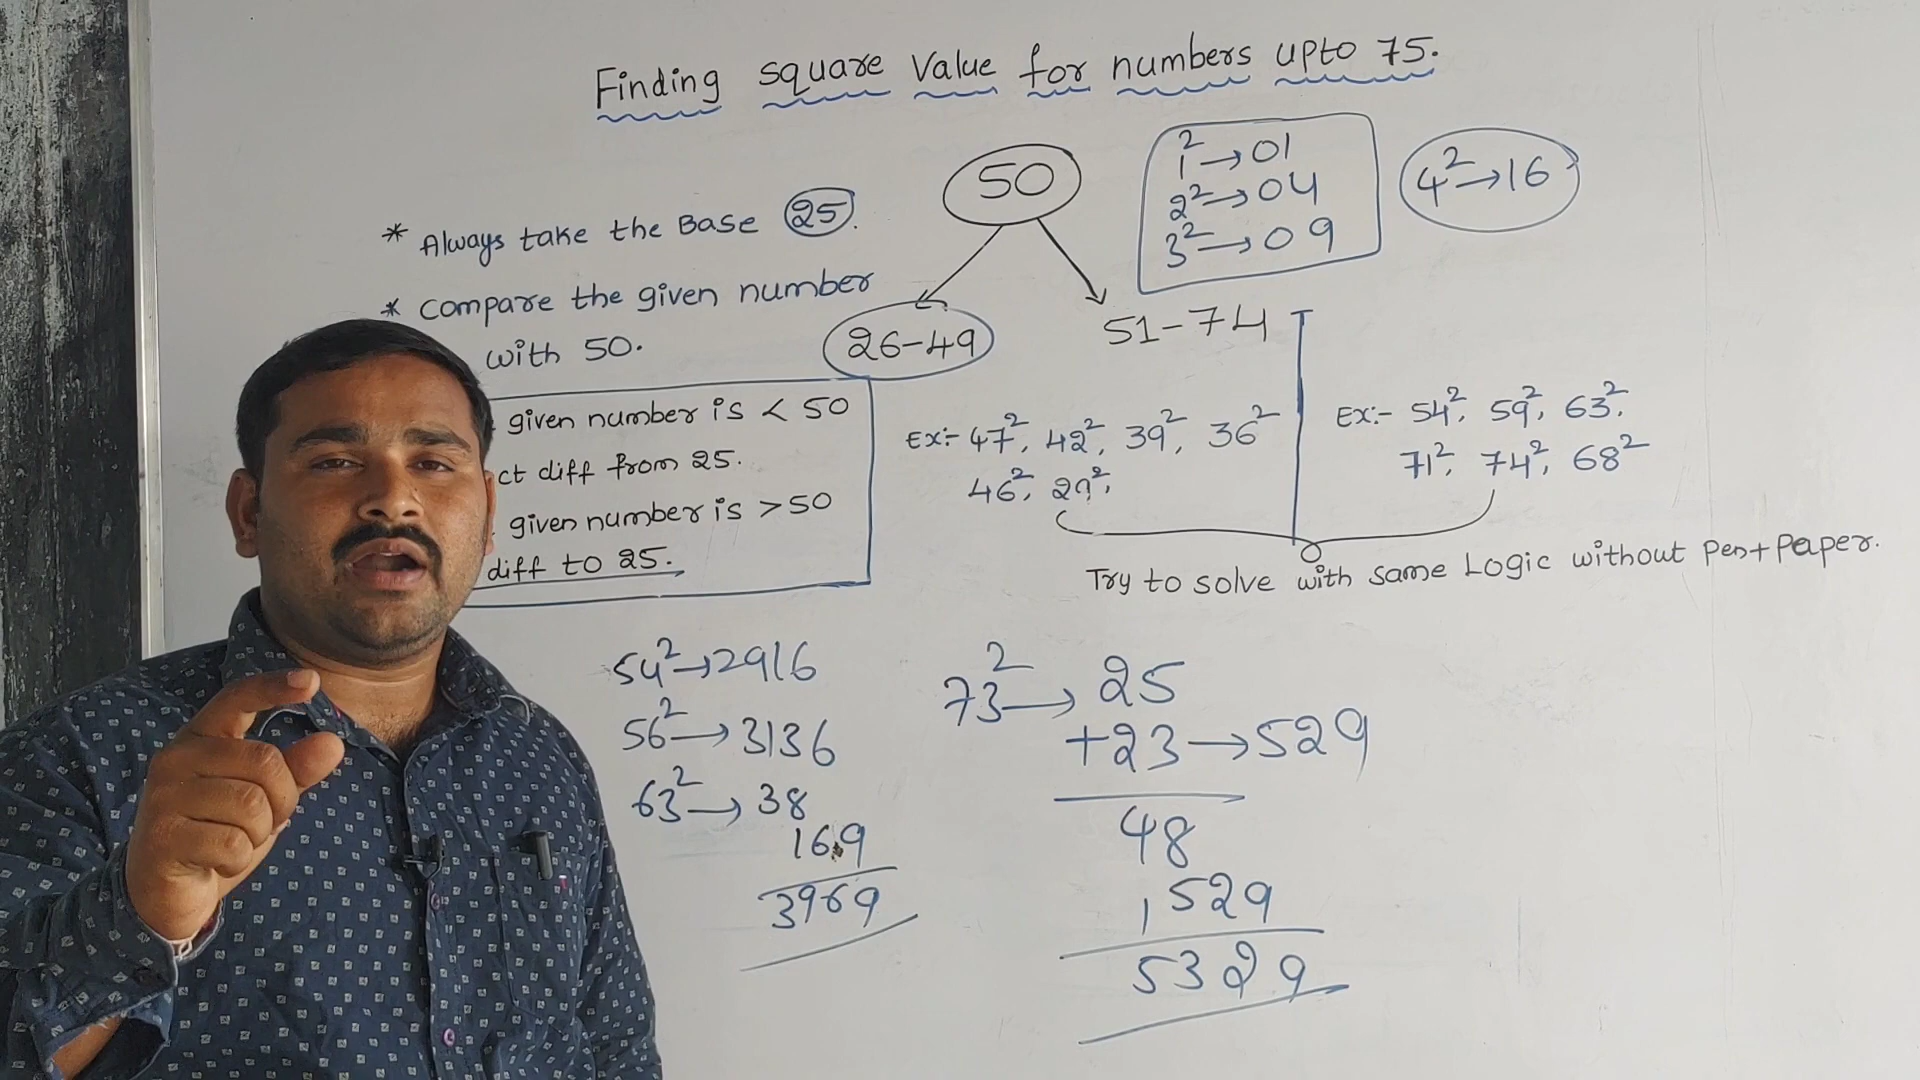 Finding square Value for numbers upto 75.
* Always take the Base 25.
* Compare the given number
with 50.
given number is < 50
ct diff from 25.
given number is > 50
diff to 25.
50
26-49
51-74
1² → 01
2² → 04
3² → 09
4² → 16
Ex:- 47², 42², 39², 36²
46², 29²,
Ex:- 54², 59², 63²,
71², 74², 68²
Try to solve with same Logic without Pen+Paper.
54² → 2916
56² → 3136
63² → 38
169
3969
73² → 25
+23 → 529
48
1529
5329